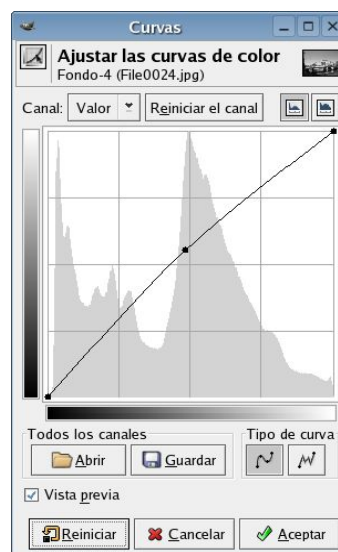 Curvas
Ajustar las curvas de color
Fondo-4 (File0024.jpg)
Canal: Valor Reiniciar el canal
Todos los canales Tipo de curva
Abrir Guardar
Vista previa
Reiniciar Cancelar Aceptar